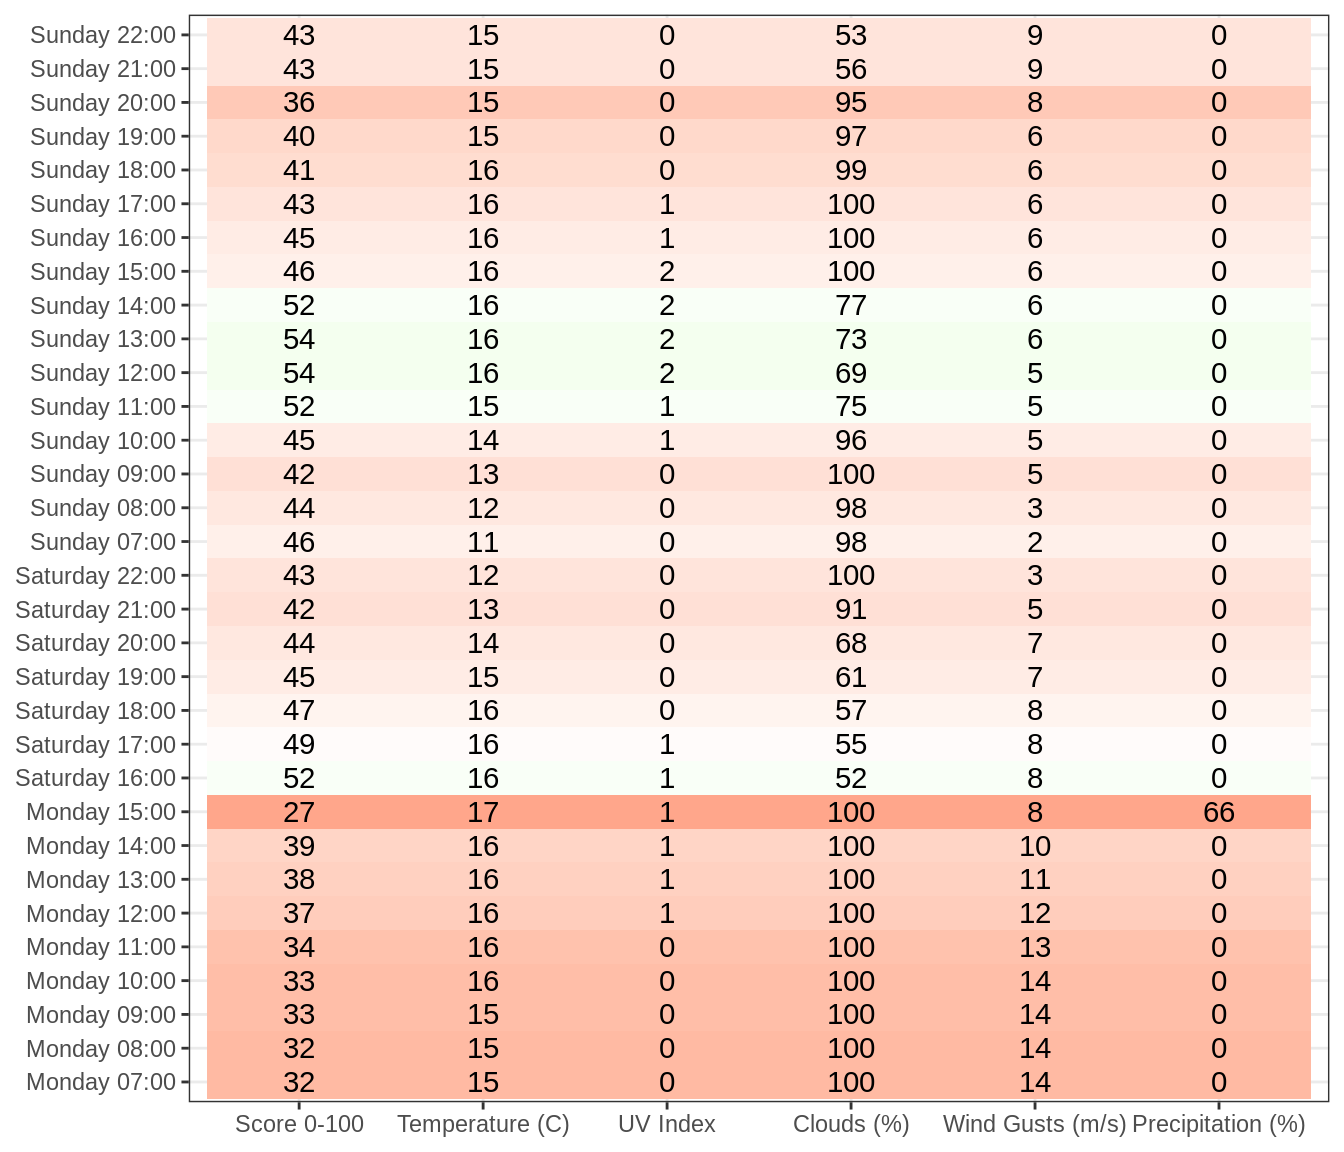 Sunday 22:00 43 15 0 53 9 0
Sunday 21:00 43 15 0 56 9 0
Sunday 20:00 36 15 0 95 8 0
Sunday 19:00 40 15 0 97 6 0
Sunday 18:00 41 16 0 99 6 0
Sunday 17:00 43 16 1 100 6 0
Sunday 16:00 45 16 1 100 6 0
Sunday 15:00 46 16 2 100 6 0
Sunday 14:00 52 16 2 77 6 0
Sunday 13:00 54 16 2 73 6 0
Sunday 12:00 54 16 2 69 5 0
Sunday 11:00 52 15 1 75 5 0
Sunday 10:00 45 14 1 96 5 0
Sunday 09:00 42 13 0 100 5 0
Sunday 08:00 44 12 0 98 3 0
Sunday 07:00 46 11 0 98 2 0
Saturday 22:00 43 12 0 100 3 0
Saturday 21:00 42 13 0 91 5 0
Saturday 20:00 44 14 0 68 7 0
Saturday 19:00 45 15 0 61 7 0
Saturday 18:00 47 16 0 57 8 0
Saturday 17:00 49 16 1 55 8 0
Saturday 16:00 52 16 1 52 8 0
Monday 15:00 27 17 1 100 8 66
Monday 14:00 39 16 1 100 10 0
Monday 13:00 38 16 1 100 11 0
Monday 12:00 37 16 1 100 12 0
Monday 11:00 34 16 0 100 13 0
Monday 10:00 33 16 0 100 14 0
Monday 09:00 33 15 0 100 14 0
Monday 08:00 32 15 0 100 14 0
Monday 07:00 32 15 0 100 14 0
Score 0-100 Temperature (C) UV Index Clouds (%) Wind Gusts (m/s) Precipitation (%)